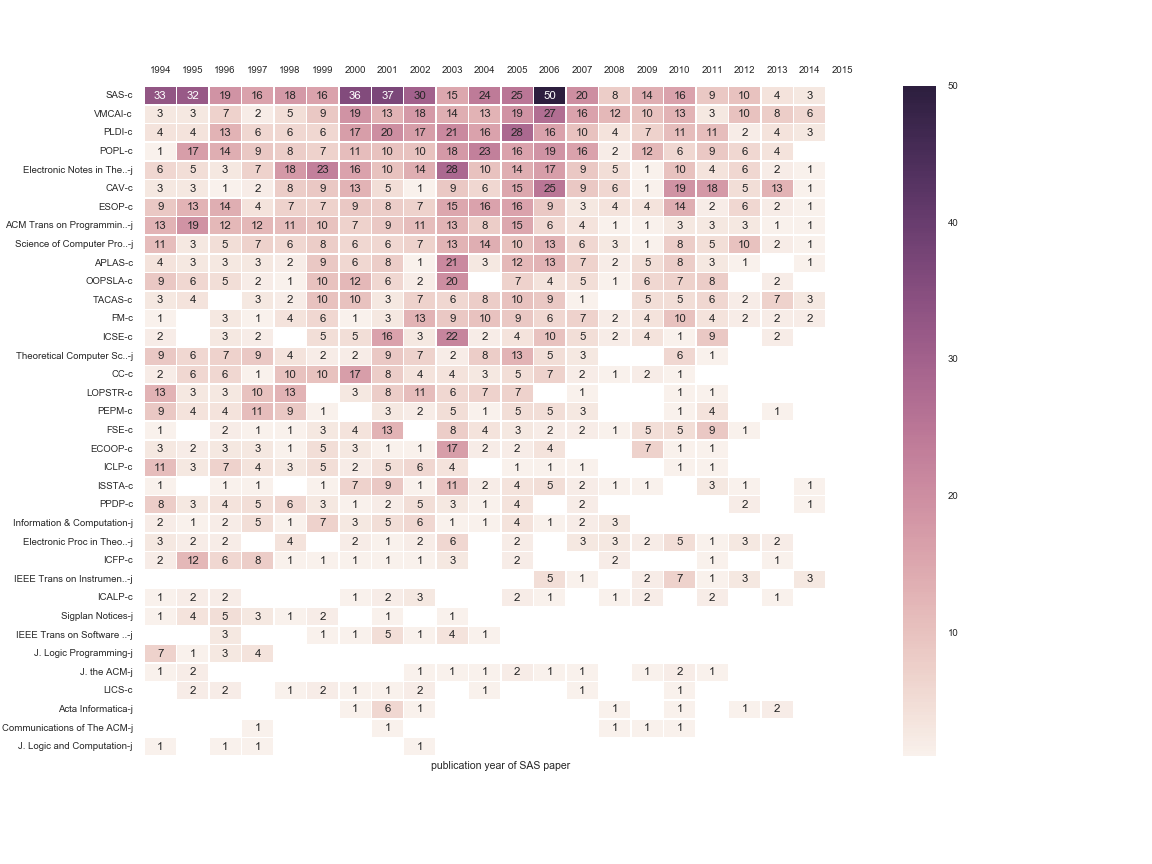 1994 1995 1996 1997 1998 1999 2000 2001 2002 2003 2004 2005 2006 2007 2008 2009 2010 2011 2012 2013 2014 2015
SAS-c 33 32 19 16 18 16 36 37 30 15 24 25 50 20 8 14 16 9 10 4 3
VMCAI-c 3 3 7 2 5 9 19 13 18 14 13 19 27 16 12 10 13 3 10 8 6
PLDI-c 4 4 13 6 6 6 17 20 17 21 16 28 16 10 4 7 11 11 2 4 3
POPL-c 1 17 14 9 8 7 11 10 10 18 23 16 19 16 2 12 6 9 6 4
Electronic Notes in The..-j 6 5 3 7 18 23 16 10 14 28 10 14 17 9 5 1 10 4 6 2 1
CAV-c 3 3 1 2 8 9 13 5 1 9 6 15 25 9 6 1 19 18 5 13 1
ESOP-c 9 13 14 4 7 7 9 8 7 15 16 16 9 3 4 4 14 2 6 2 1
ACM Trans on Programmin..-j 13 19 12 12 11 10 7 9 11 13 8 15 6 4 1 1 3 3 3 1 1
Science of Computer Pro..-j 11 3 5 7 6 8 6 6 7 13 14 10 13 6 3 1 8 5 10 2 1
APLAS-c 4 3 3 3 2 9 6 8 1 21 3 12 13 7 2 5 8 3 1 1
OOPSLA-c 9 6 5 2 1 10 12 6 2 20 7 4 5 1 6 7 8 2
TACAS-c 3 4 3 2 10 10 3 7 6 8 10 9 1 5 5 6 2 7 3
FM-c 1 3 1 4 6 1 3 13 9 10 9 6 7 2 4 10 4 2 2 2
ICSE-c 2 3 2 5 5 16 3 22 2 4 10 5 2 4 1 9 2
Theoretical Computer Sc..-j 9 6 7 9 4 2 2 9 7 2 8 13 5 3 6 1
CC-c 2 6 6 1 10 10 17 8 4 4 3 5 7 2 1 2 1
LOPSTR-c 13 3 3 10 13 3 8 11 6 7 7 1 1 1
PEPM-c 9 4 4 11 9 1 3 2 5 1 5 5 3 1 4 1
FSE-c 1 2 1 1 3 4 13 8 4 3 2 2 1 5 5 9 1
ECOOP-c 3 2 3 3 1 5 3 1 1 17 2 2 4 7 1 1
ICLP-c 11 3 7 4 3 5 2 5 6 4 1 1 1 1 1
ISSTA-c 1 1 1 1 7 9 1 11 2 4 5 2 1 1 3 1 1
PPDP-c 8 3 4 5 6 3 1 2 5 3 1 4 2 2 1
Information & Computation-j 2 1 2 5 1 7 3 5 6 1 1 4 1 2 3
Electronic Proc in Theo..-j 3 2 2 4 2 1 2 6 2 3 3 2 5 1 3 2
ICFP-c 2 12 6 8 1 1 1 1 1 3 2 2 1 1
IEEE Trans on Instrumen..-j 5 1 2 7 1 3 3
ICALP-c 1 2 2 1 2 3 2 1 1 2 2 1
Sigplan Notices-j 1 4 5 3 1 2 1 1
IEEE Trans on Software ..-j 3 1 1 5 1 4 1
J. Logic Programming-j 7 1 3 4
J. the ACM-j 1 2 1 1 1 2 1 1 1 2 1
LICS-c 2 2 1 2 1 1 2 1 1 1
Acta Informatica-j 1 6 1 1 1 1 2
Communications of The ACM-j 1 1 1 1 1
J. Logic and Computation-j 1 1 1 1
publication year of SAS paper
50
40
30
20
10